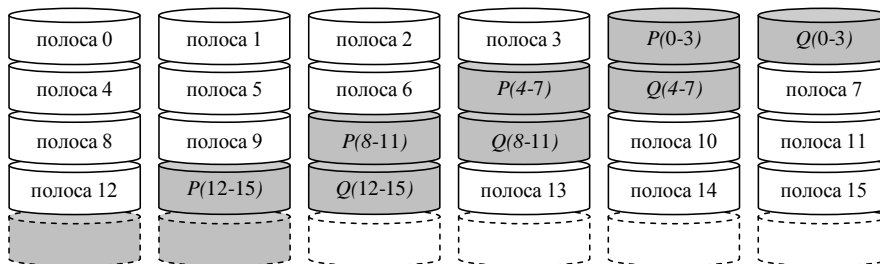 полоса 0 полоса 1 полоса 2 полоса 3 P(0-3) Q(0-3)
полоса 4 полоса 5 полоса 6 P(4-7) Q(4-7) полоса 7
полоса 8 полоса 9 P(8-11) Q(8-11) полоса 10 полоса 11
полоса 12 P(12-15) Q(12-15) полоса 13 полоса 14 полоса 15